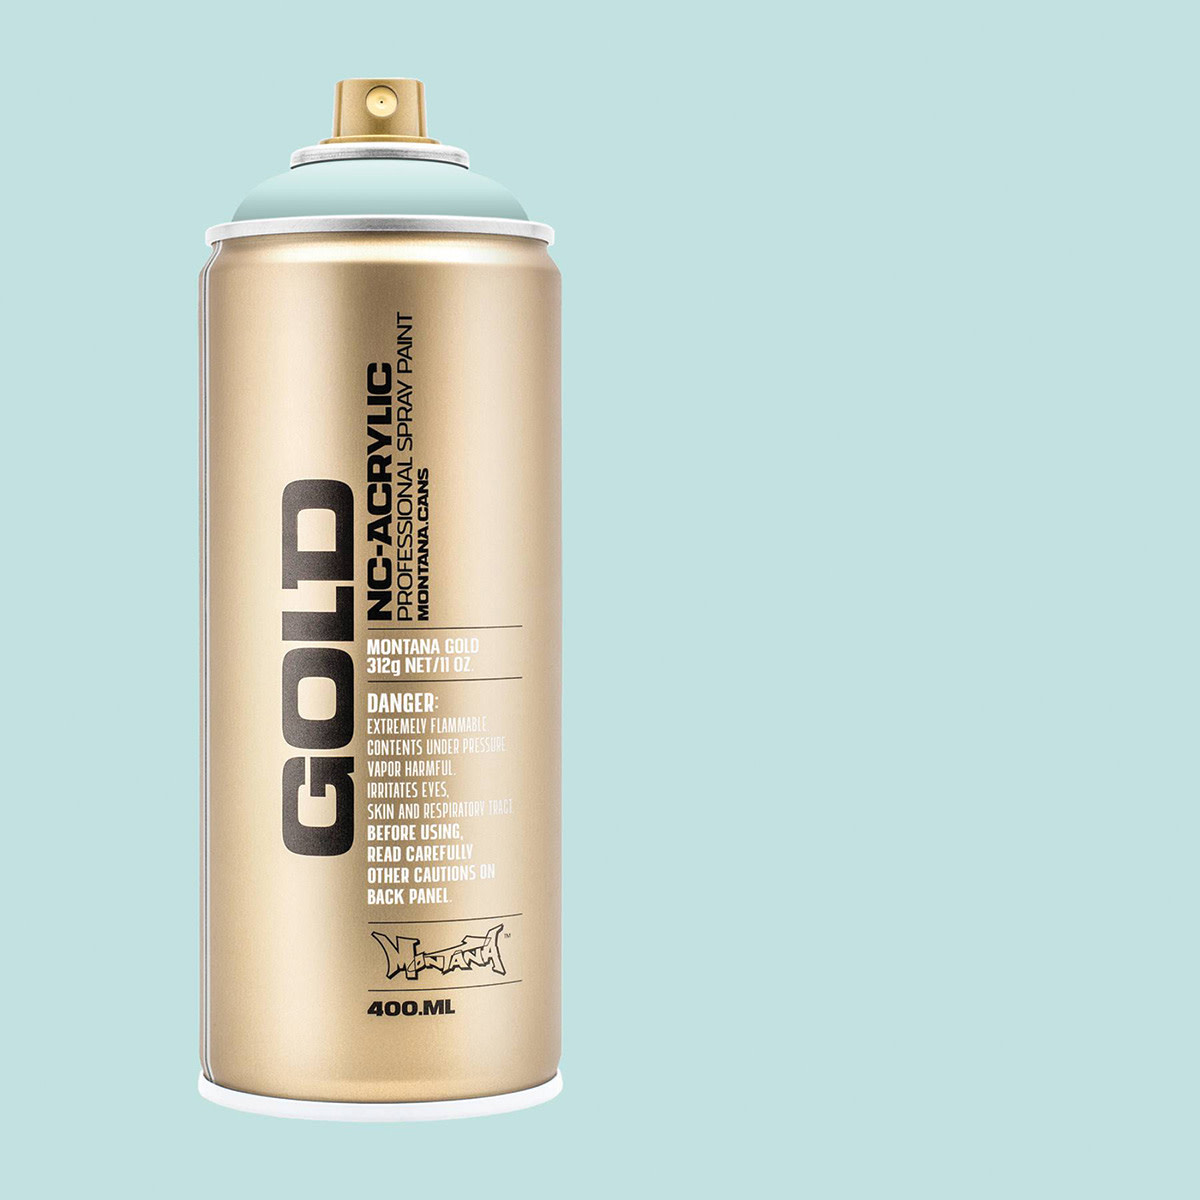 GOLD
NC-ACRYLIC
PROFESSIONAL SPRAY PAINT
MONTANA.CANS
MONTANA GOLD
312g NET/11 OZ.
DANGER:
EXTREMELY FLAMMABLE
CONTENTS UNDER PRESSURE
VAPOR HARMFUL.
IRRITATES EYES,
SKIN AND RESPIRATORY TRACT.
BEFORE USING,
READ CAREFULLY
OTHER CAUTIONS ON
BACK PANEL.
MONTANA™
400.ML